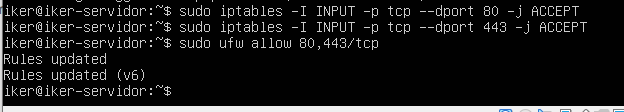 iker@iker-servidor:~$ sudo iptables -I INPUT -p tcp --dport 80 -j ACCEPT
iker@iker-servidor:~$ sudo iptables -I INPUT -p tcp --dport 443 -j ACCEPT
iker@iker-servidor:~$ sudo ufw allow 80,443/tcp
Rules updated
Rules updated (v6)
iker@iker-servidor:~$